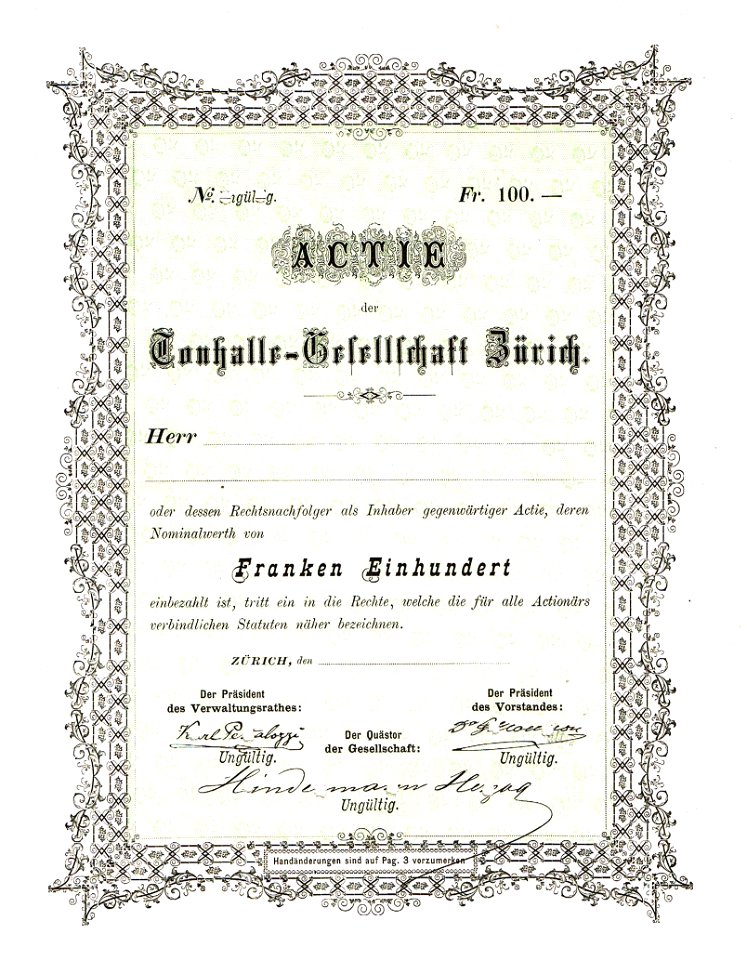 No. Ungültig. Fr. 100. —
ACTIE
der
Tonhalle-Gesellschaft Zürich.
Herr
oder dessen Rechtsnachfolger als Inhaber gegenwärtiger Actie, deren
Nominalwerth von
Franken Einhundert
einbezahlt ist, tritt ein in die Rechte, welche die für alle Actionärs
verbindlichen Statuten näher bezeichnen.
ZÜRICH, den
Der Präsident
des Verwaltungsrathes:
Der Präsident
des Vorstandes:
Karl Pestalozzi
Ungültig.
Der Quästor
der Gesellschaft:
Ungültig.
Herzog
Ungültig.
Handänderungen sind auf Pag. 3 vorzumerken